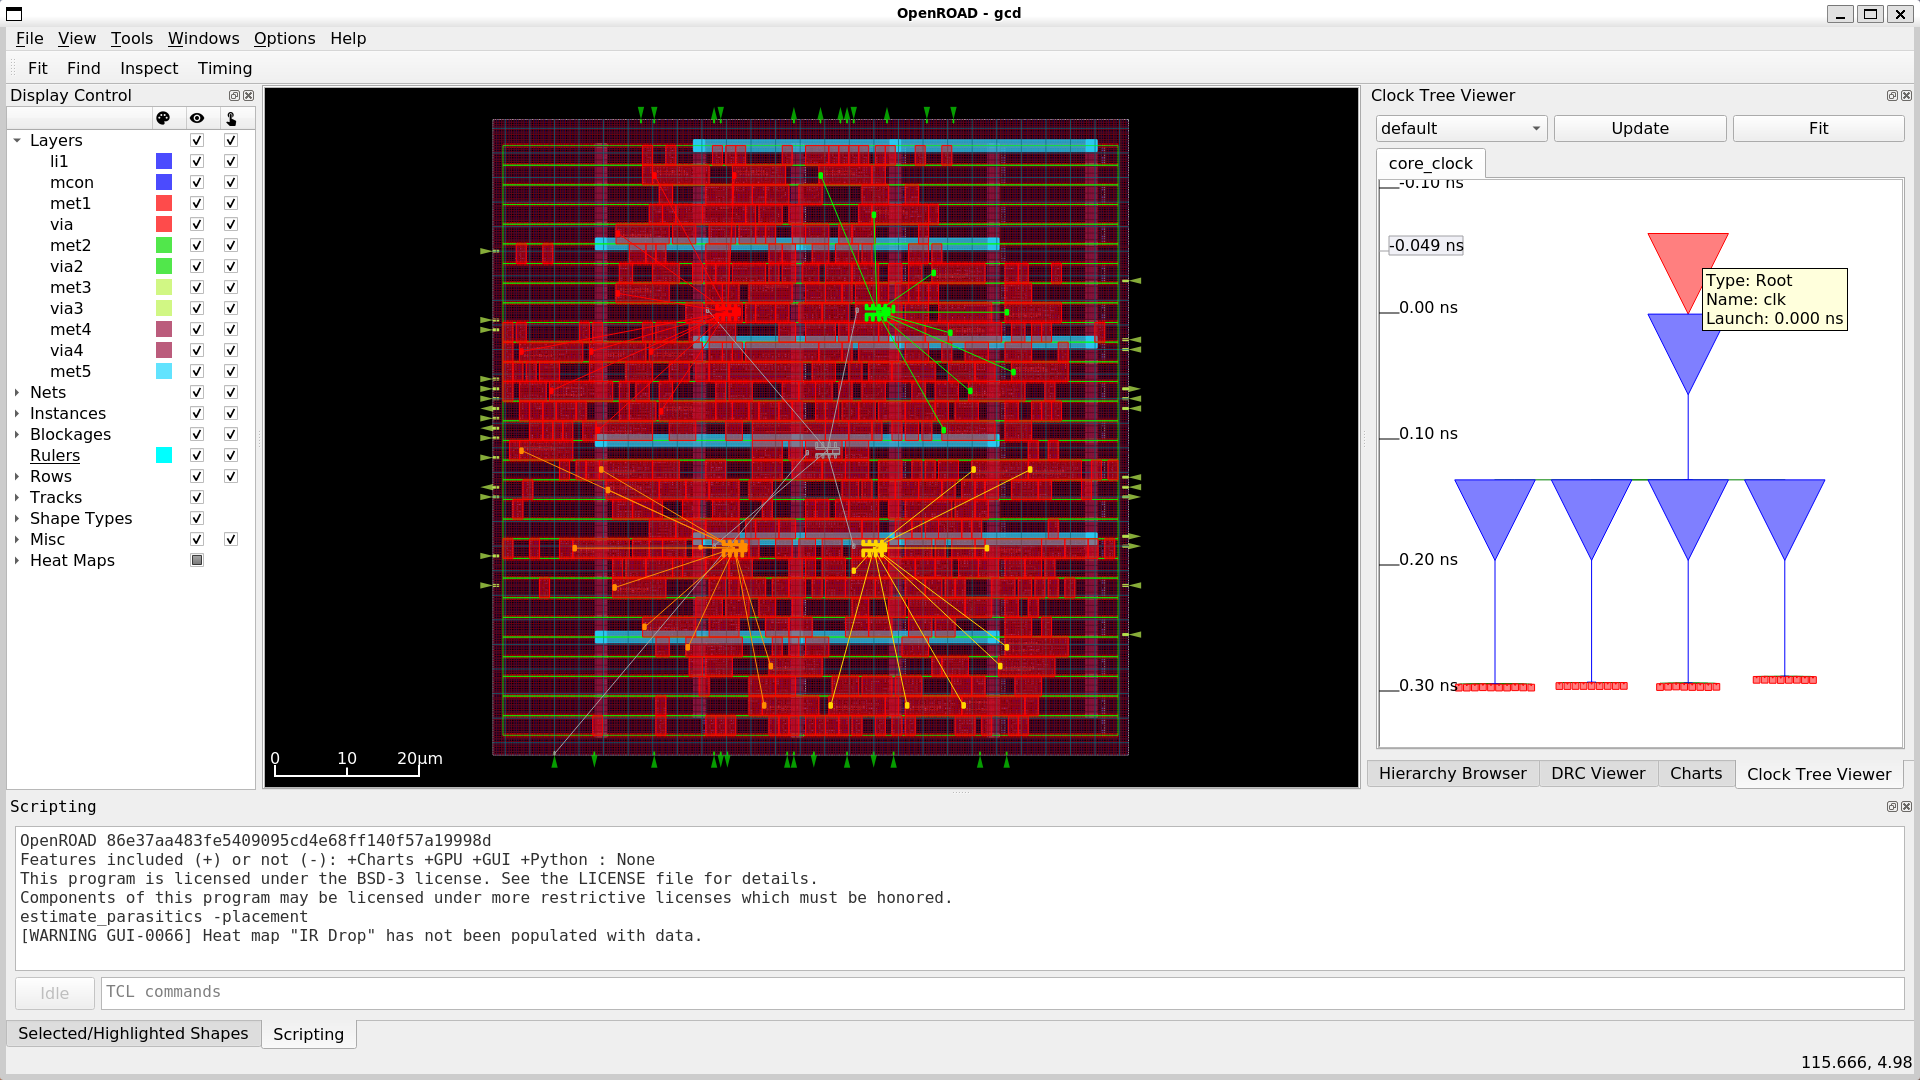 OpenROAD - gcd
File View Tools Windows Options Help
Fit Find Inspect Timing
Display Control
Layers
li1
mcon
met1
via
met2
via2
met3
via3
met4
via4
met5
Nets
Instances
Blockages
Rulers
Rows
Tracks
Shape Types
Misc
Heat Maps
0 10 20μm
Clock Tree Viewer
default Update Fit
core_clock
-0.10 ns
-0.049 ns
0.00 ns
0.10 ns
0.20 ns
0.30 ns
Type: Root
Name: clk
Launch: 0.000 ns
Hierarchy Browser DRC Viewer Charts Clock Tree Viewer
Scripting
OpenROAD 86e37aa483fe5409095cd4e68ff140f57a19998d
Features included (+) or not (-): +Charts +GPU +GUI +Python : None
This program is licensed under the BSD-3 license. See the LICENSE file for details.
Components of this program may be licensed under more restrictive licenses which must be honored.
estimate_parasitics -placement
[WARNING GUI-0066] Heat map "IR Drop" has not been populated with data.
Idle TCL commands
Selected/Highlighted Shapes Scripting
115.666, 4.98